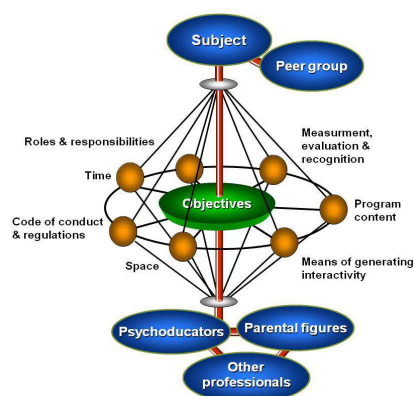 Subject
Peer group
Roles & responsibilities
Measurment,
evaluation &
recognition
Time
Objectives
Program
content
Code of conduct
& regulations
Space
Means of generating
interactivity
Psychoducators
Parental figures
Other
professionals